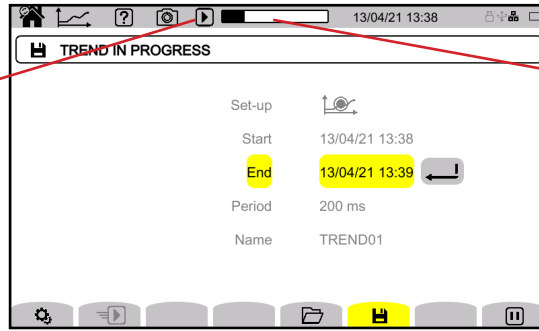 13/04/21 13:38
TREND IN PROGRESS
Set-up
Start 13/04/21 13:38
End 13/04/21 13:39
Period 200 ms
Name TREND01